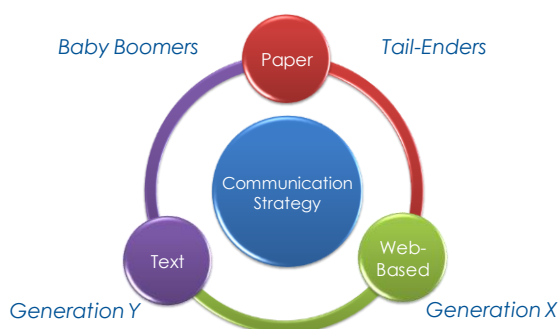 Baby Boomers
Paper
Tail-Enders
Communication
Strategy
Text
Web-
Based
Generation Y
Generation X